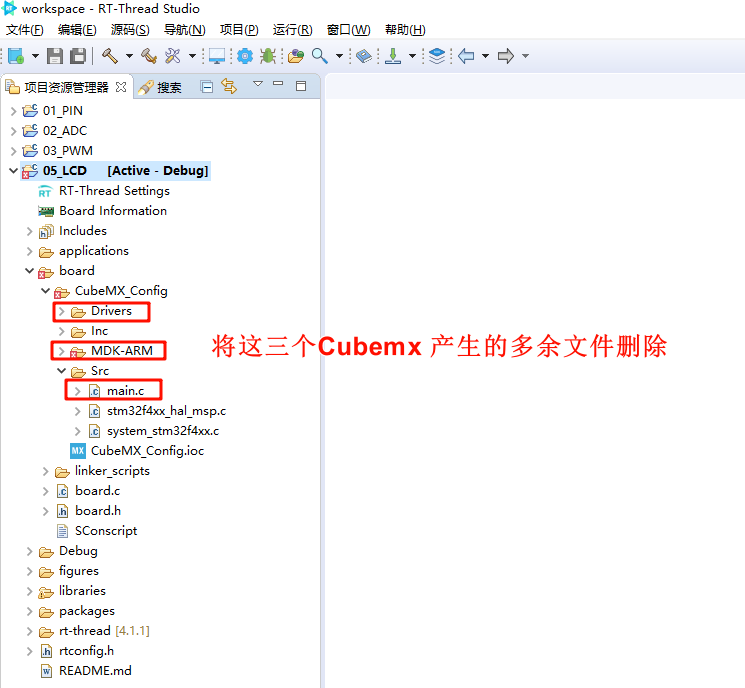 workspace - RT-Thread Studio
文件(F) 编辑(E) 源码(S) 导航(N) 项目(P) 运行(R) 窗口(W) 帮助(H)
项目资源管理器 搜索
01_PIN
02_ADC
03_PWM
05_LCD [Active - Debug]
RT RT-Thread Settings
Board Information
Includes
applications
board
CubeMX_Config
Drivers
Inc
将这三个Cubemx 产生的多余文件删除
MDK-ARM
Src
main.c
stm32f4xx_hal_msp.c
system_stm32f4xx.c
MX CubeMX_Config.ioc
linker_scripts
board.c
board.h
SConscript
Debug
figures
libraries
packages
rt-thread [4.1.1]
rtconfig.h
README.md